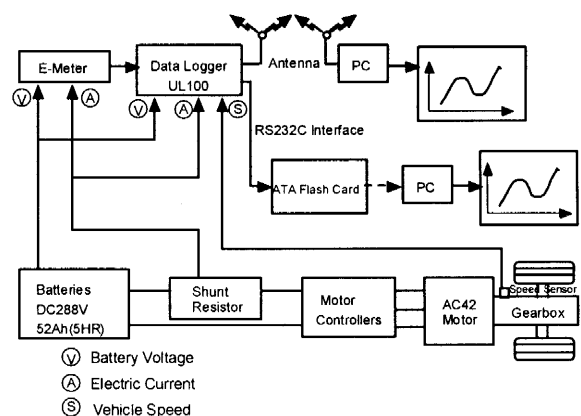 E-Meter
Data Logger
UL100
Antenna
PC
V
A
V
A
S
RS232C Interface
ATA Flash Card
PC
Batteries
DC288V
52Ah(5HR)
Shunt
Resistor
Motor
Controllers
AC42
Motor
Speed Sensor
Gearbox
V Battery Voltage
A Electric Current
S Vehicle Speed